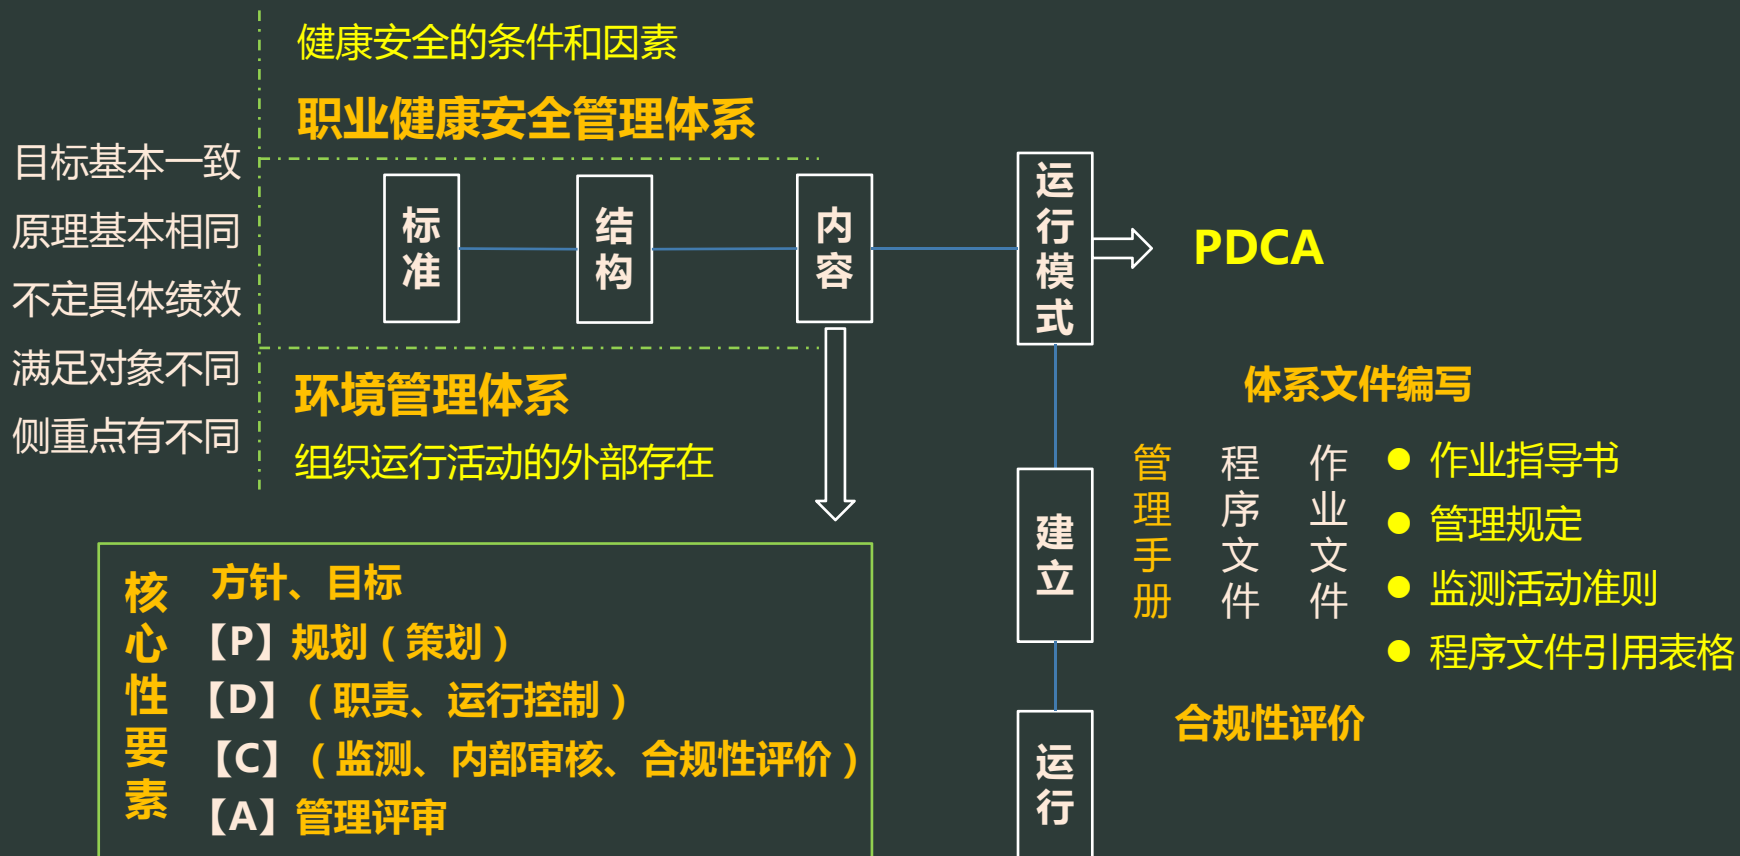 健康安全的条件和因素
职业健康安全管理体系
目标基本一致
原理基本相同
不定具体绩效
满足对象不同
侧重点有不同
标准
结构
内容
运行模式
PDCA
环境管理体系
组织运行活动的外部存在
体系文件编写
建立
管理手册
程序文件
作业文件
作业指导书
管理规定
监测活动准则
程序文件引用表格
核心性要素
方针、目标
【P】规划(策划)
【D】(职责、运行控制)
【C】(监测、内部审核、合规性评价)
【A】管理评审
合规性评价
运行